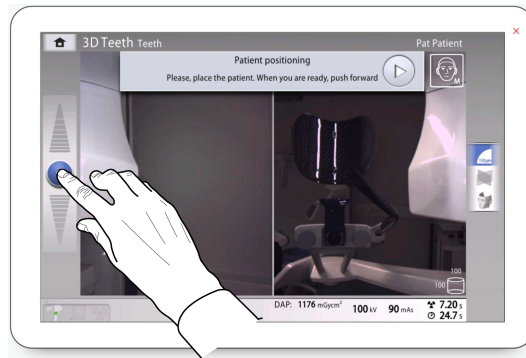 3D Teeth Teeth
Pat Patient
Patient positioning
Please, place the patient. When you are ready, push forward
M
100µm
100
100
DAP: 1176 mGycm²
100 kV
90 mAs
7.20 s
24.7 s